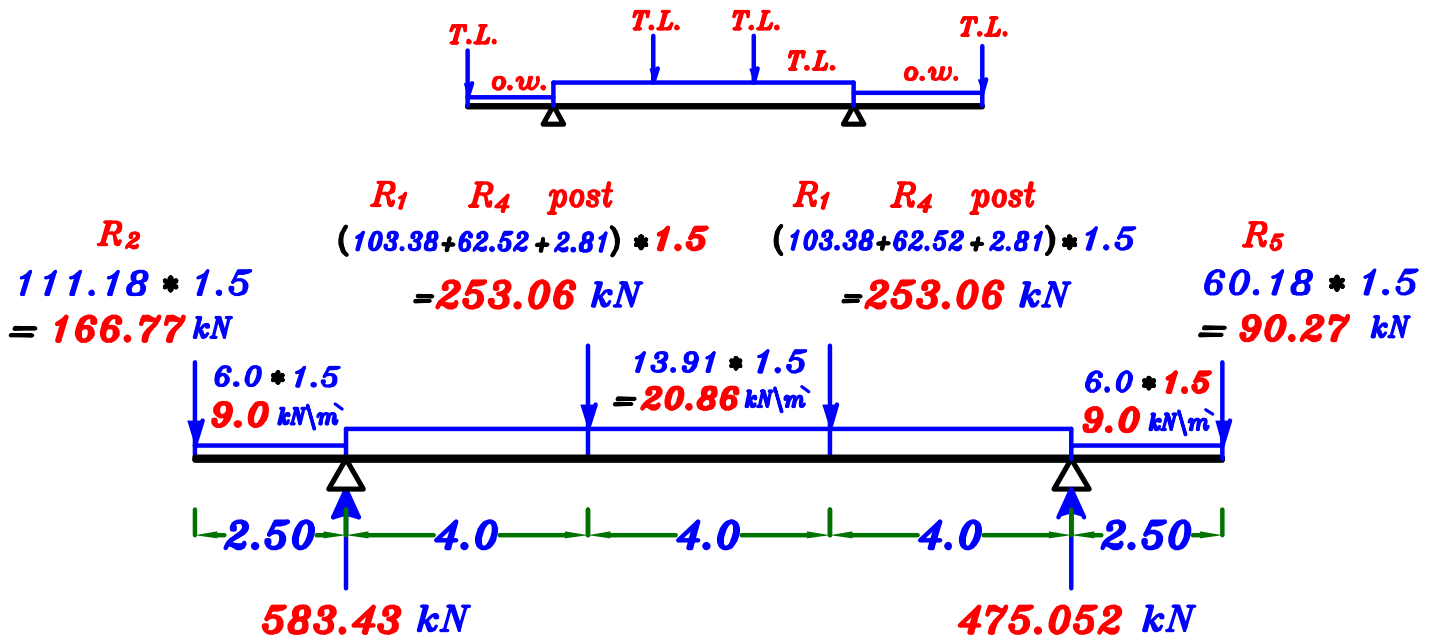 T.L. T.L. T.L. T.L.
o.w. T.L. o.w.
R1 R4 post R1 R4 post
R2 (103.38+62.52+2.81) * 1.5 (103.38+62.52+2.81) * 1.5 R5
111.18 * 1.5 =253.06 kN =253.06 kN 60.18 * 1.5
= 166.77 kN = 90.27 kN
6.0 * 1.5 13.91 * 1.5 6.0 * 1.5
9.0 kN\m` =20.86 kN\m` 9.0 kN\m`
2.50 4.0 4.0 4.0 2.50
583.43 kN 475.052 kN